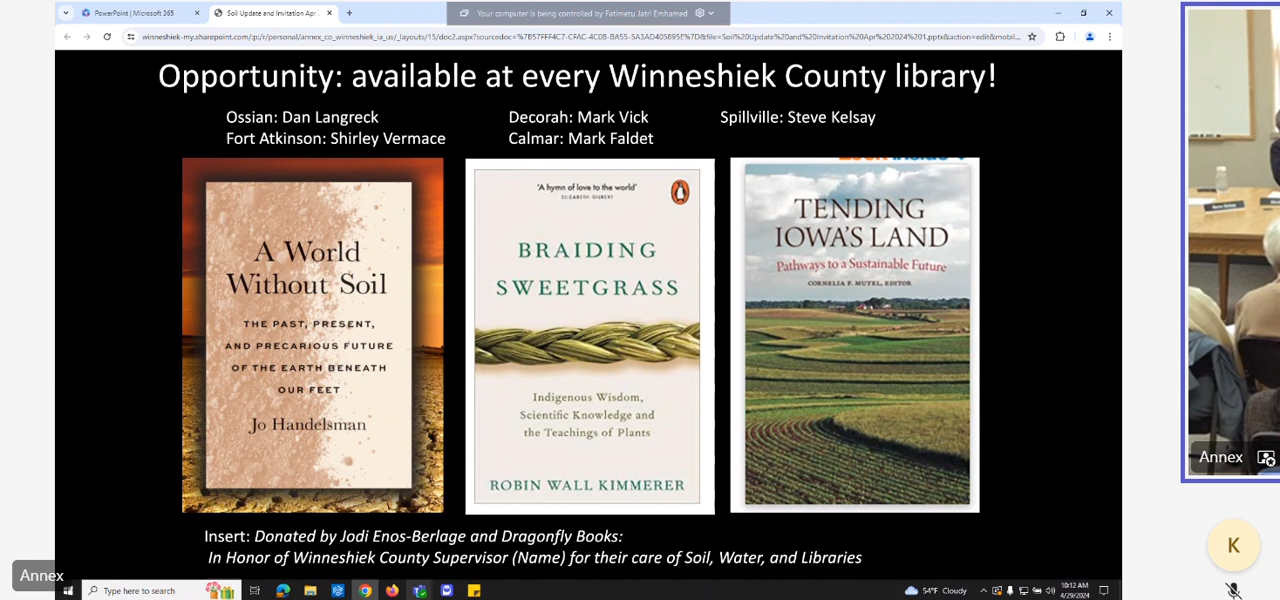 PowerPoint | Microsoft 365
Soil Update and Invitation Apr
Your computer is being controlled by Fatimetu Jatri Emhamed
Opportunity: available at every Winneshiek County library!
Ossian: Dan Langreck
Decorah: Mark Vick
Spillville: Steve Kelsay
Fort Atkinson: Shirley Vermace
Calmar: Mark Faldet
A World
Without Soil
THE PAST, PRESENT,
AND PRECARIOUS FUTURE
OF THE EARTH BENEATH
OUR FEET
Jo Handelsman
'A hymn of love to the world'
ELIZABETH GILBERT
BRAIDING
SWEETGRASS
Indigenous Wisdom,
Scientific Knowledge and
the Teachings of Plants
ROBIN WALL KIMMERER
TENDING
IOWA'S LAND
Pathways to a Sustainable Future
CORNELIA F. MUTEL, EDITOR
Insert: Donated by Jodi Enos-Berlage and Dragonfly Books:
In Honor of Winneshiek County Supervisor (Name) for their care of Soil, Water, and Libraries
Annex
Type here to search
54°F Cloudy
10:12 AM
4/29/2024
Annex
K